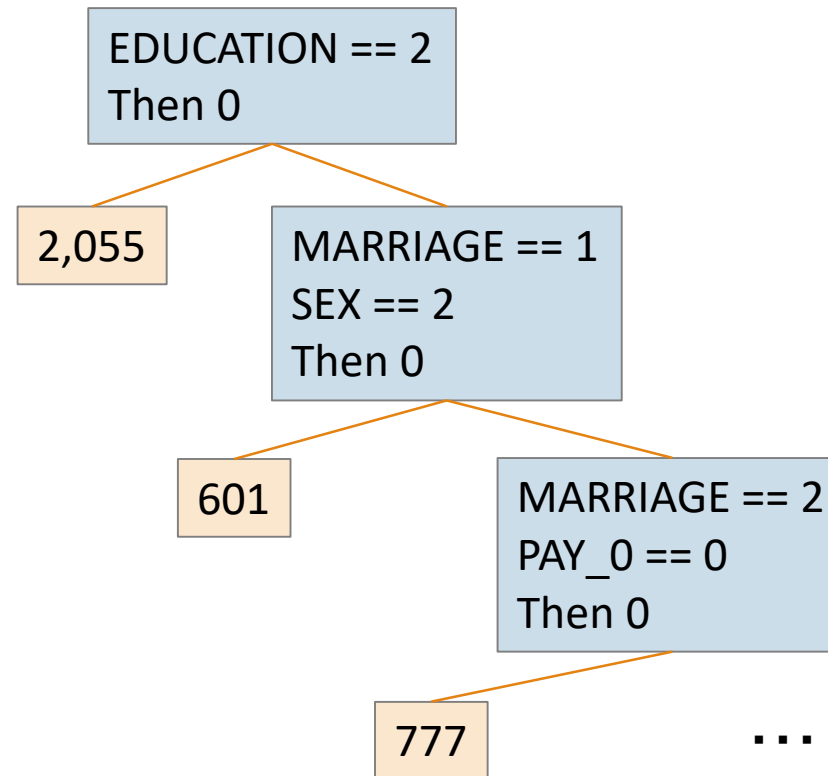 EDUCATION == 2
Then 0
2,055
MARRIAGE == 1
SEX == 2
Then 0
601
MARRIAGE == 2
PAY_0 == 0
Then 0
777
...